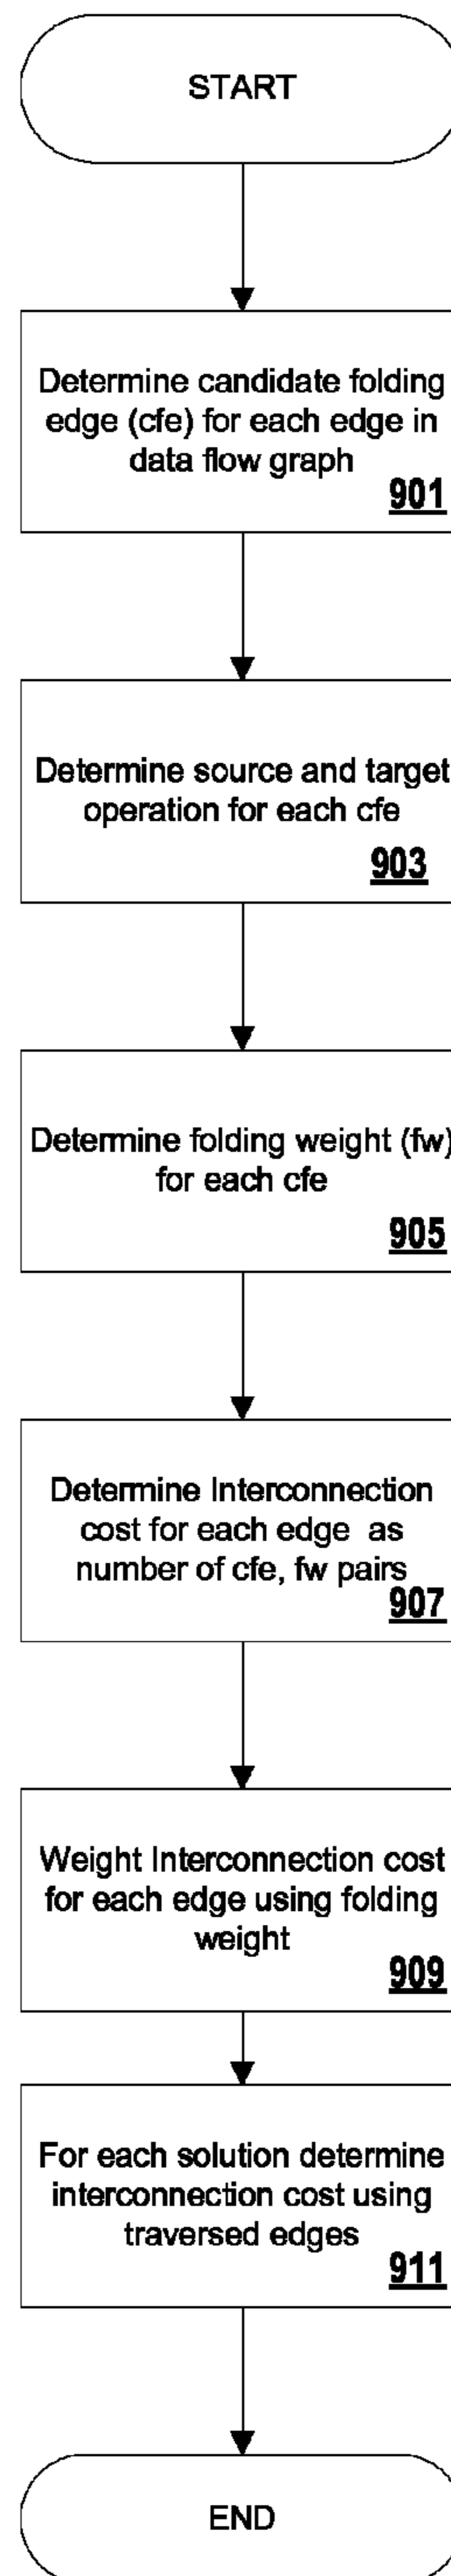 START
Determine candidate folding
edge (cfe) for each edge in
data flow graph
901
Determine source and target
operation for each cfe
903
Determine folding weight (fw)
for each cfe
905
Determine Interconnection
cost for each edge as
number of cfe, fw pairs
907
Weight Interconnection cost
for each edge using folding
weight
909
For each solution determine
interconnection cost using
traversed edges
911
END